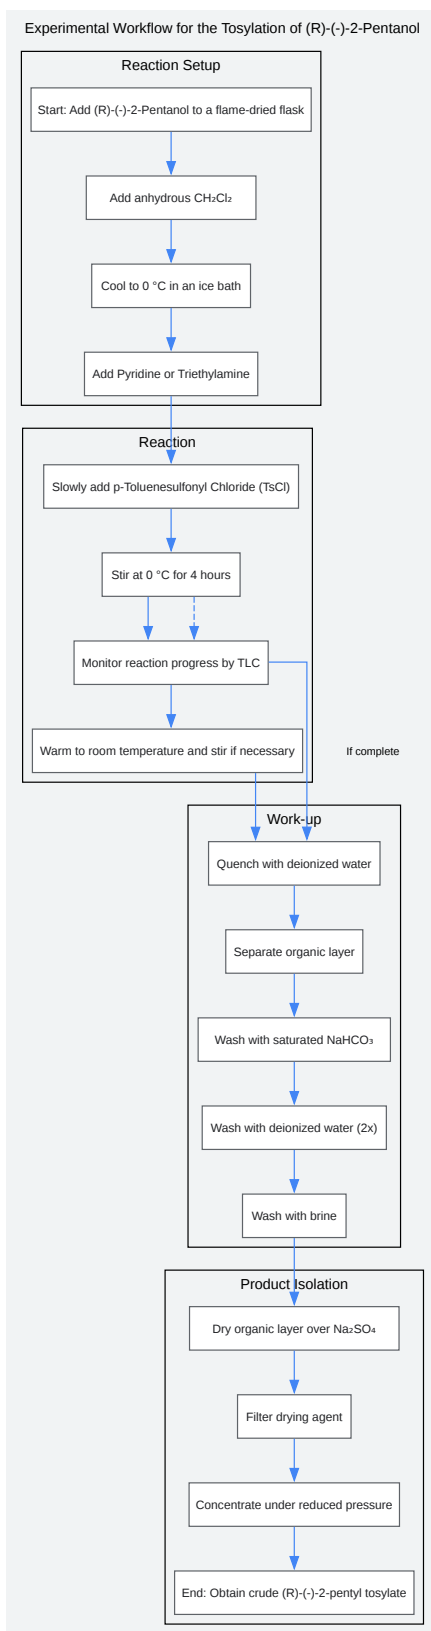 Experimental Workflow for the Tosylation of (R)-(-)-2-Pentanol
Reaction Setup
Start: Add (R)-(-)-2-Pentanol to a flame-dried flask
Add anhydrous CH₂Cl₂
Cool to 0 °C in an ice bath
Add Pyridine or Triethylamine
Reaction
Slowly add p-Toluenesulfonyl Chloride (TsCl)
Stir at 0 °C for 4 hours
Monitor reaction progress by TLC
Warm to room temperature and stir if necessary
If complete
Work-up
Quench with deionized water
Separate organic layer
Wash with saturated NaHCO₃
Wash with deionized water (2x)
Wash with brine
Product Isolation
Dry organic layer over Na₂SO₄
Filter drying agent
Concentrate under reduced pressure
End: Obtain crude (R)-(-)-2-pentyl tosylate